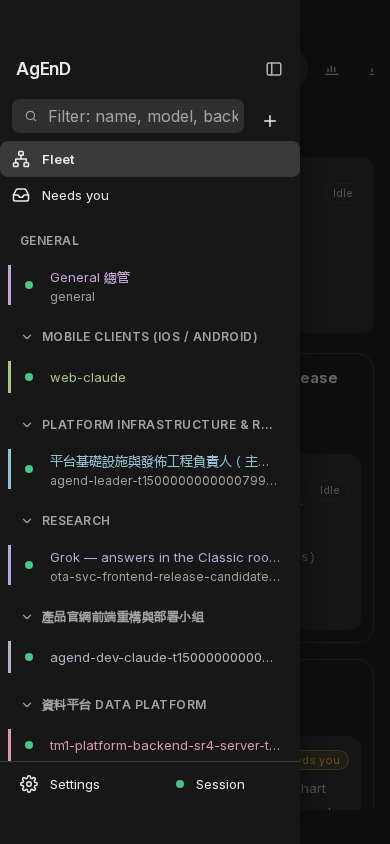 AgEnD
Filter: name, model, back
Fleet
Idle
Needs you
GENERAL
General 總管
general
MOBILE CLIENTS (IOS / ANDROID)
ease
web-claude
PLATFORM INFRASTRUCTURE & R…
平台基礎設施與發佈工程負責人（主…
agend-leader-t1500000000000799…
Idle
RESEARCH
Grok — answers in the Classic roo…
s)
ota-svc-frontend-release-candidate…
產品官網前端重構與部署小組
agend-dev-claude-t15000000000…
資料平台 DATA PLATFORM
tm1-platform-backend-sr4-server-t…
ds you
Settings
Session
hart